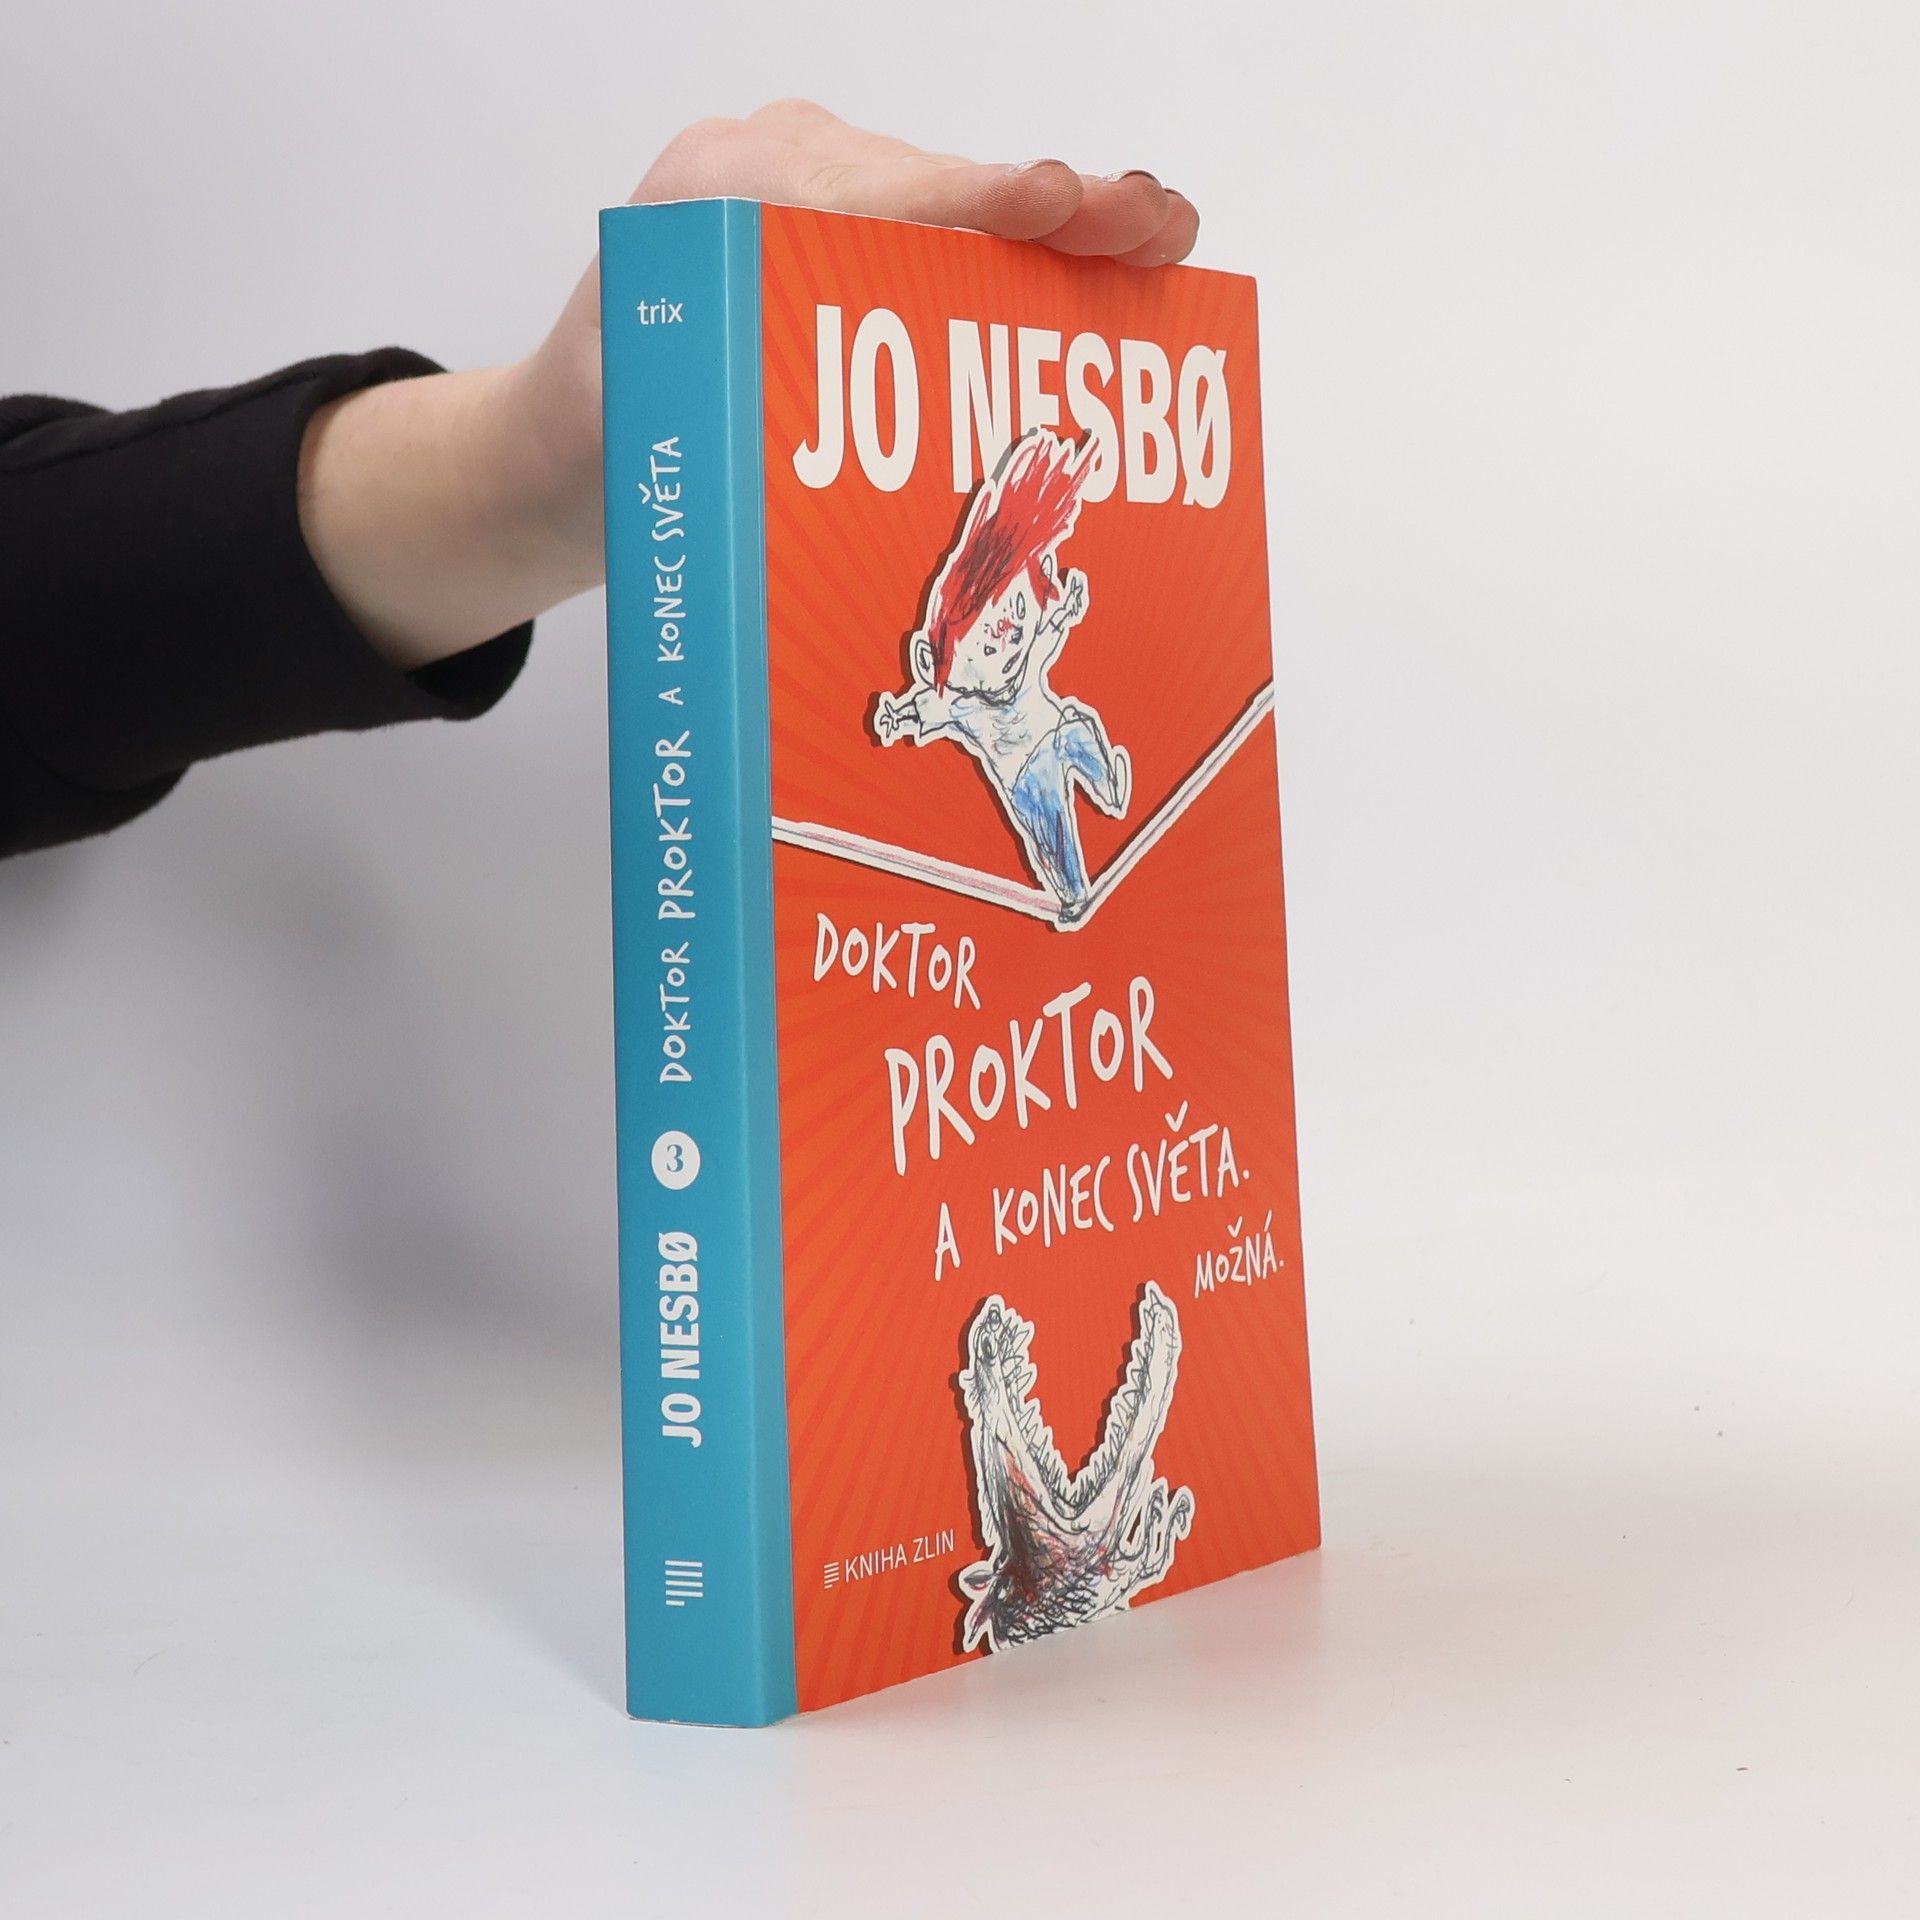 trix
DOKTOR PROKTOR A KONEC SVĚTA
3
JO NESBØ
JO NESBØ
DOKTOR
PROKTOR
A KONEC SVĚTA.
MOŽNÁ.
KNIHA ZLIN